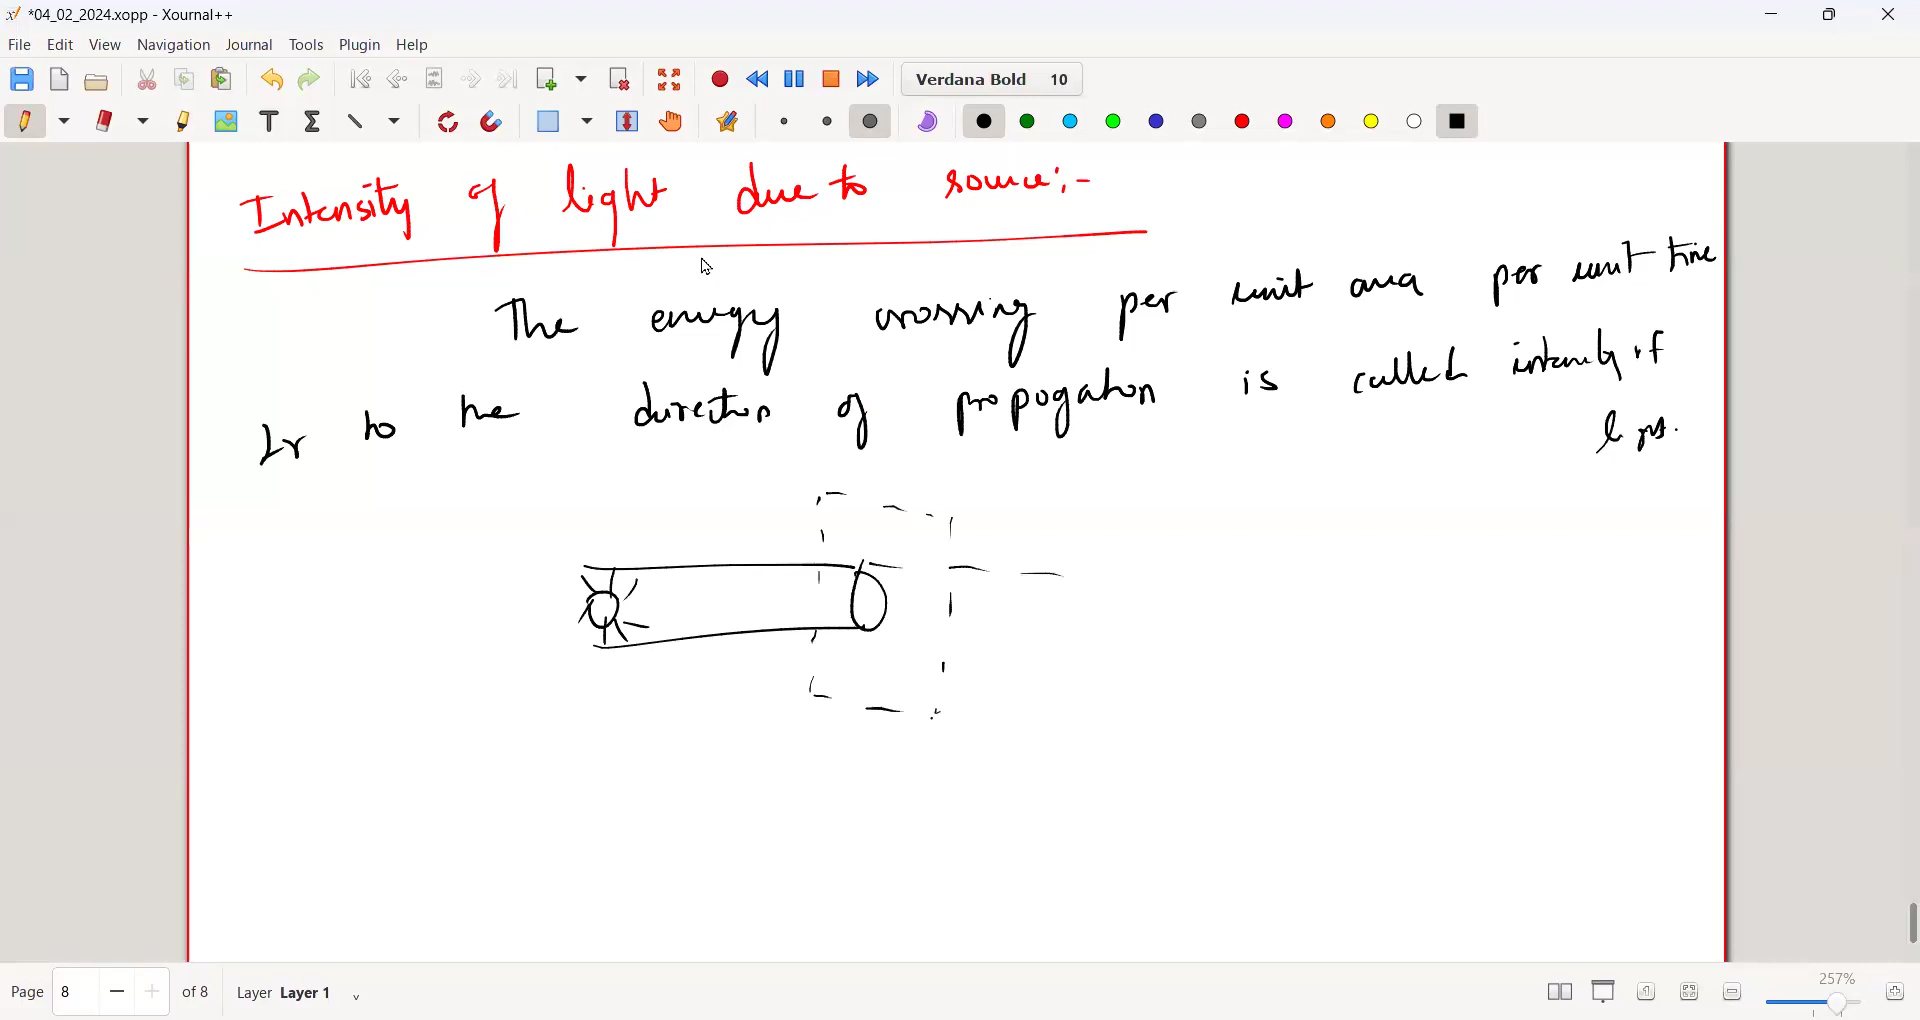 *04_02_2024.xopp - Xournal++
File Edit View Navigation Journal Tools Plugin Help
Verdana Bold 10
Intensity of light due to source:-
The energy crossing per unit area per unit time
⊥r to the direction of propogation is called intensity of
light.
Page 8 of 8 Layer Layer 1
257%